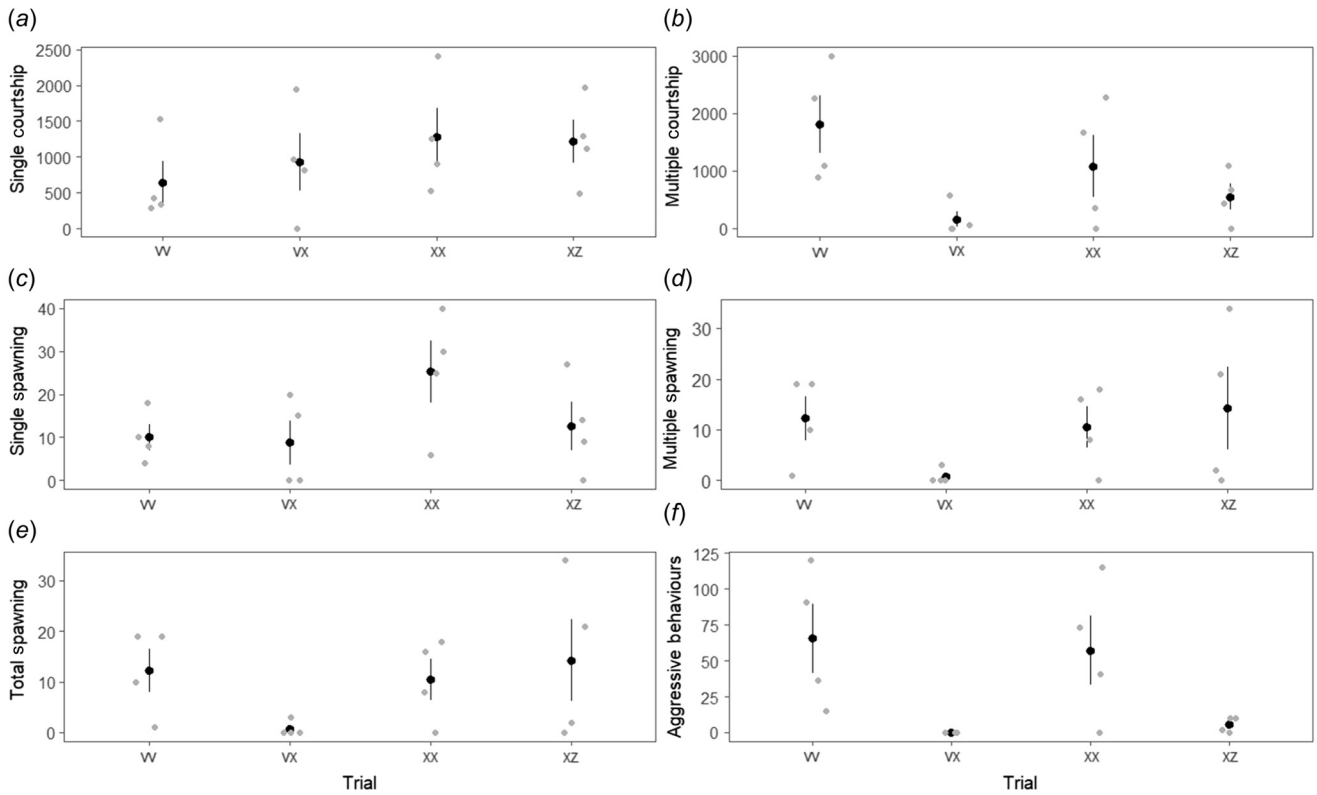 (a)
Single courtship
2500
2000
1500
1000
500
0
VV
VX
XX
XZ
(b)
Multiple courtship
3000
2000
1000
0
VV
VX
XX
XZ
(c)
Single spawning
40
30
20
10
0
VV
VX
XX
XZ
(d)
Multiple spawning
30
20
10
0
VV
VX
XX
XZ
(e)
Total spawning
30
20
10
0
VV
VX
XX
XZ
Trial
(f)
Aggressive behaviours
125
100
75
50
25
0
VV
VX
XX
XZ
Trial